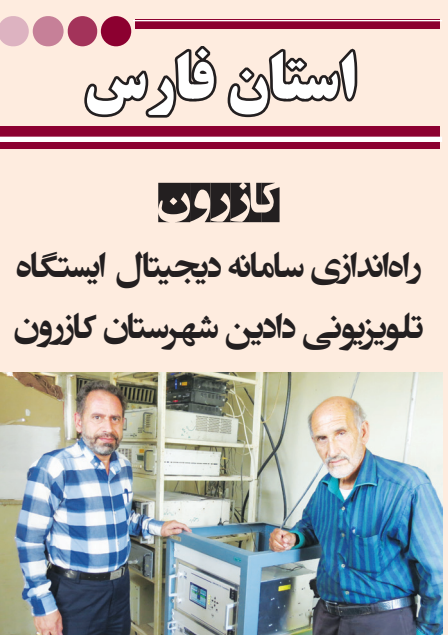 استان فارس
کازرون
راه‌اندازی سامانه دیجیتال ایستگاه
تلویزیونی دادین شهرستان کازرون